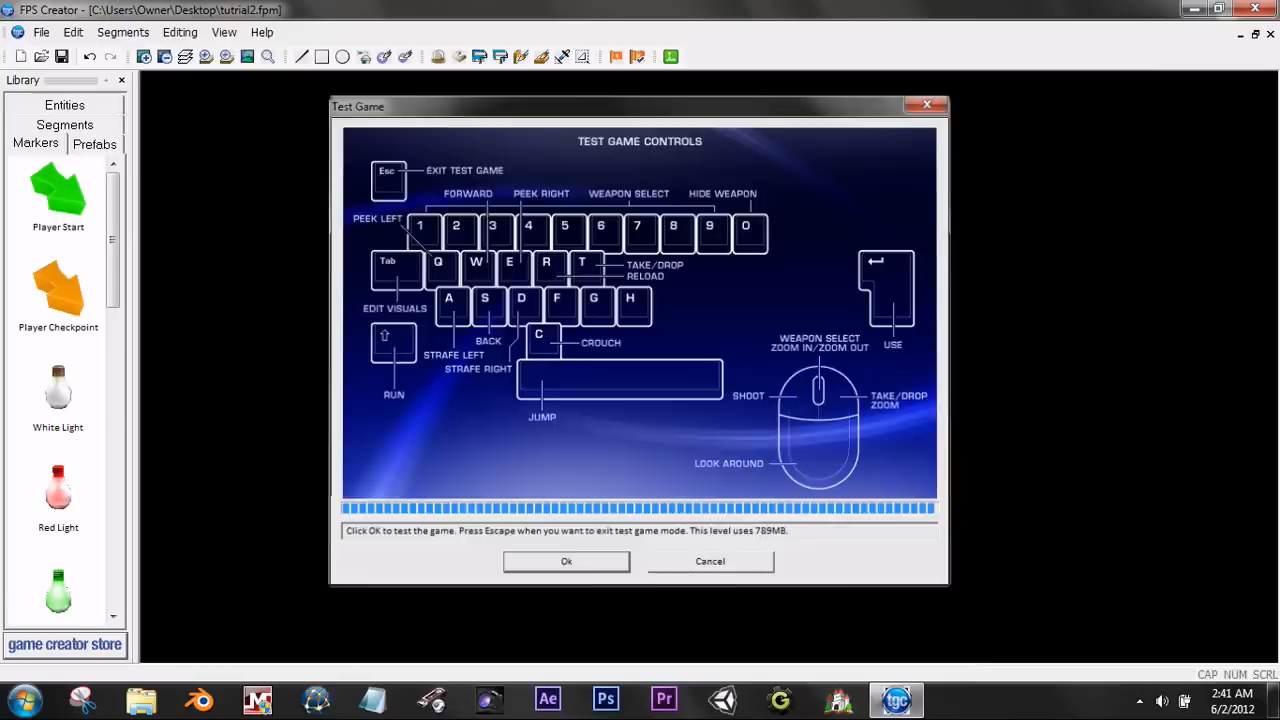 FPS Creator - [C:\Users\Owner\Desktop\tutrial2.fpm]
File Edit Segments Editing View Help
Library
Entities
Segments
Markers Prefabs
Player Start
Player Checkpoint
White Light
Red Light
game creator store
Test Game
TEST GAME CONTROLS
Esc EXIT TEST GAME
FORWARD PEEK RIGHT WEAPON SELECT HIDE WEAPON
PEEK LEFT 1 2 3 4 5 6 7 8 9 0
Tab Q W E R T TAKE/DROP
RELOAD
A S D F G H
EDIT VISUALS
C CROUCH
BACK
STRAFE LEFT
STRAFE RIGHT
RUN
JUMP
USE
WEAPON SELECT
ZOOM IN/ZOOM OUT
SHOOT
TAKE/DROP
ZOOM
LOOK AROUND
Click OK to test the game. Press Escape when you want to exit test game mode. This level uses 789MB.
Ok Cancel
CAP NUM SCRL
Ae Ps Pr G tgc
2:41 AM
6/2/2012